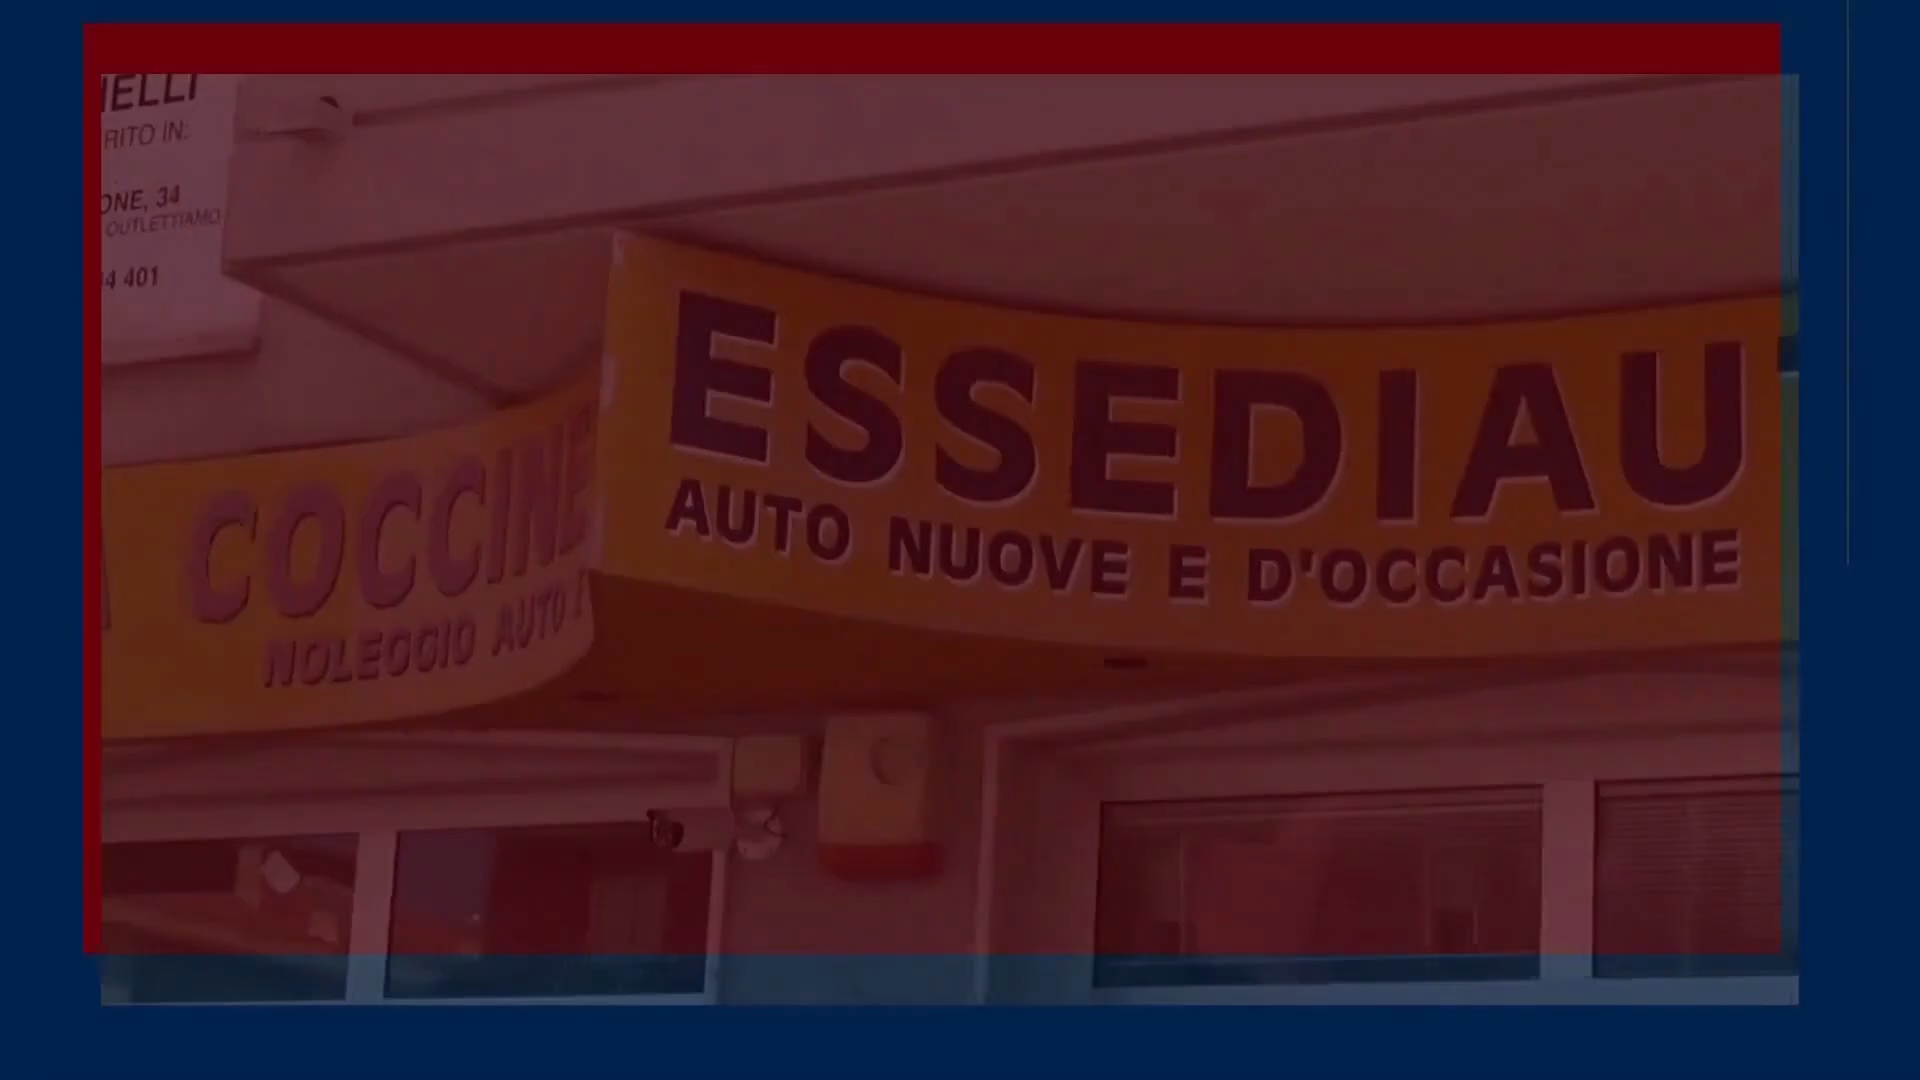 IELLI
RITO IN:
ONE, 34
OUTLETTIAMO
4 401
ESSEDIAU
AUTO NUOVE E D'OCCASIONE
COCCINE
NOLEGGIO AUTO